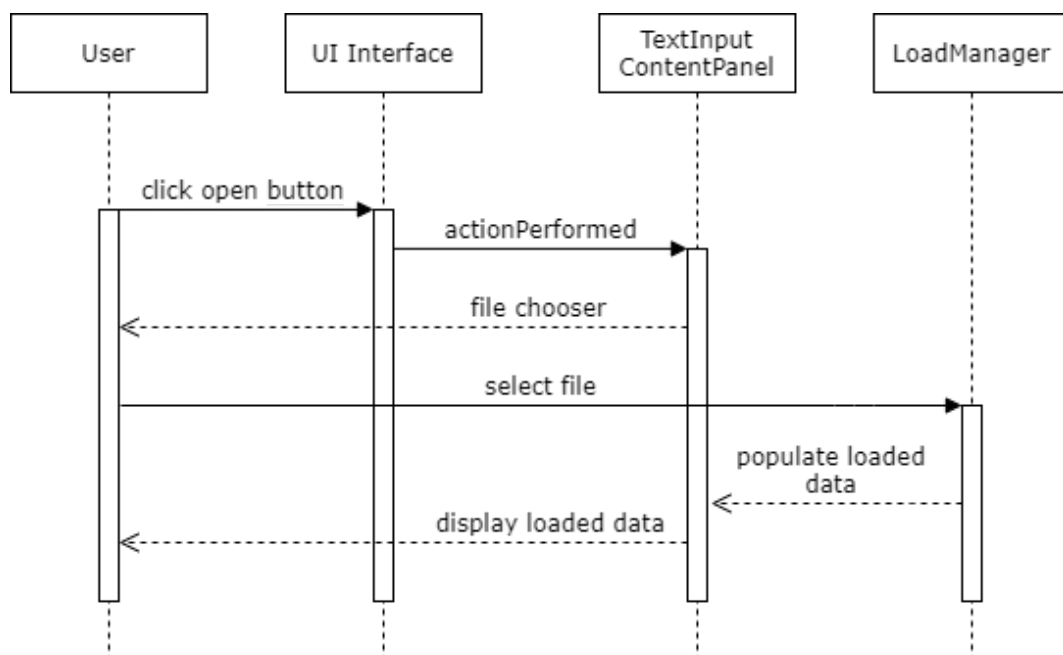 User
UI Interface
TextInput
ContentPanel
LoadManager
click open button
actionPerformed
file chooser
select file
populate loaded
data
display loaded data